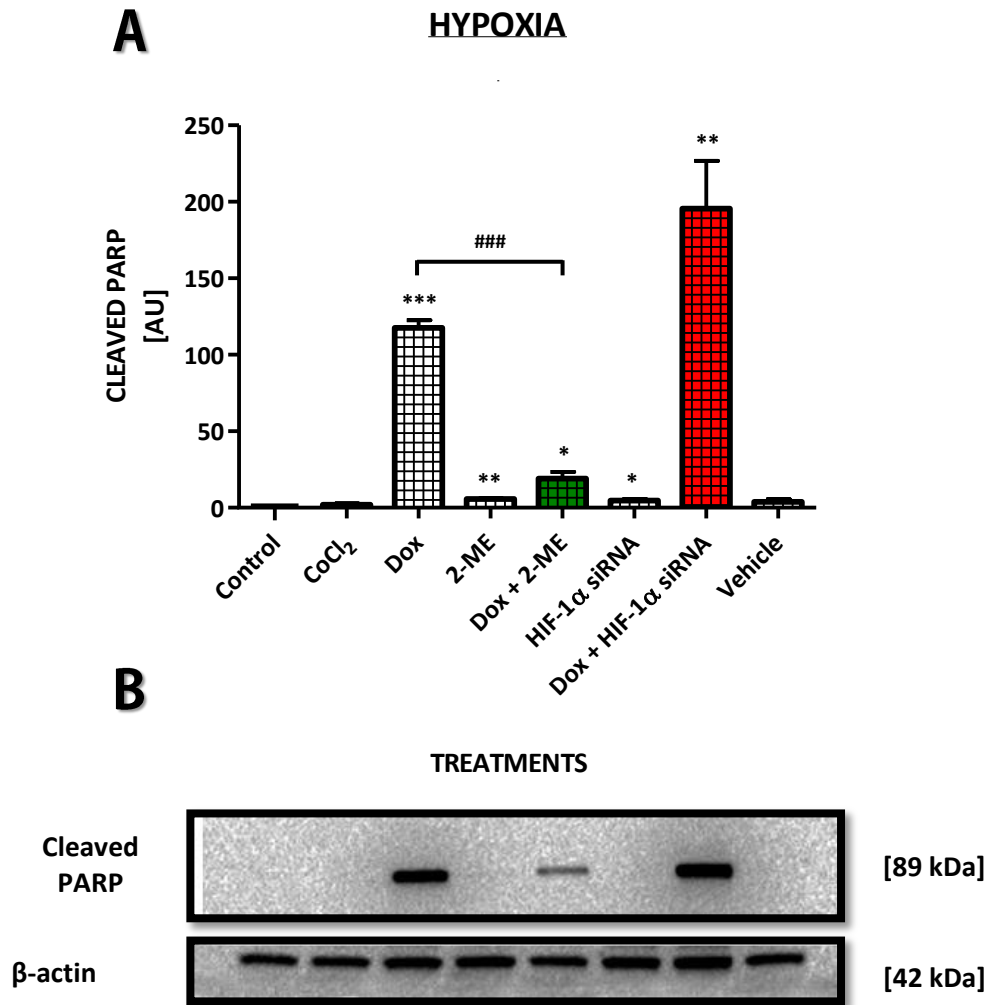 A
HYPOXIA
CLEAVED PARP
[AU]
250
200
150
100
50
0
**
###
***
**
*
*
Control
CoCl₂
Dox
2-ME
Dox + 2-ME
HIF-1α siRNA
Dox + HIF-1α siRNA
Vehicle
B
TREATMENTS
Cleaved
PARP
[89 kDa]
β-actin
[42 kDa]